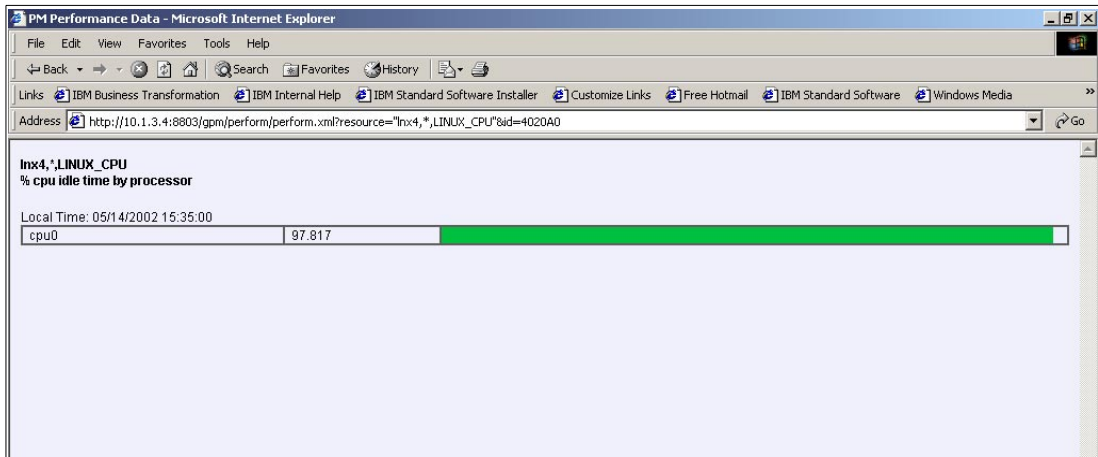 PM Performance Data - Microsoft Internet Explorer
File Edit View Favorites Tools Help
Back Search Favorites History
Links IBM Business Transformation IBM Internal Help IBM Standard Software Installer Customize Links Free Hotmail IBM Standard Software Windows Media »
Address http://10.1.3.4:8803/gpm/perform/perform.xml?resource="lnx4,*,LINUX_CPU"&id=4020A0 Go
lnx4,*,LINUX_CPU
% cpu idle time by processor
Local Time: 05/14/2002 15:35:00
cpu0 97.817